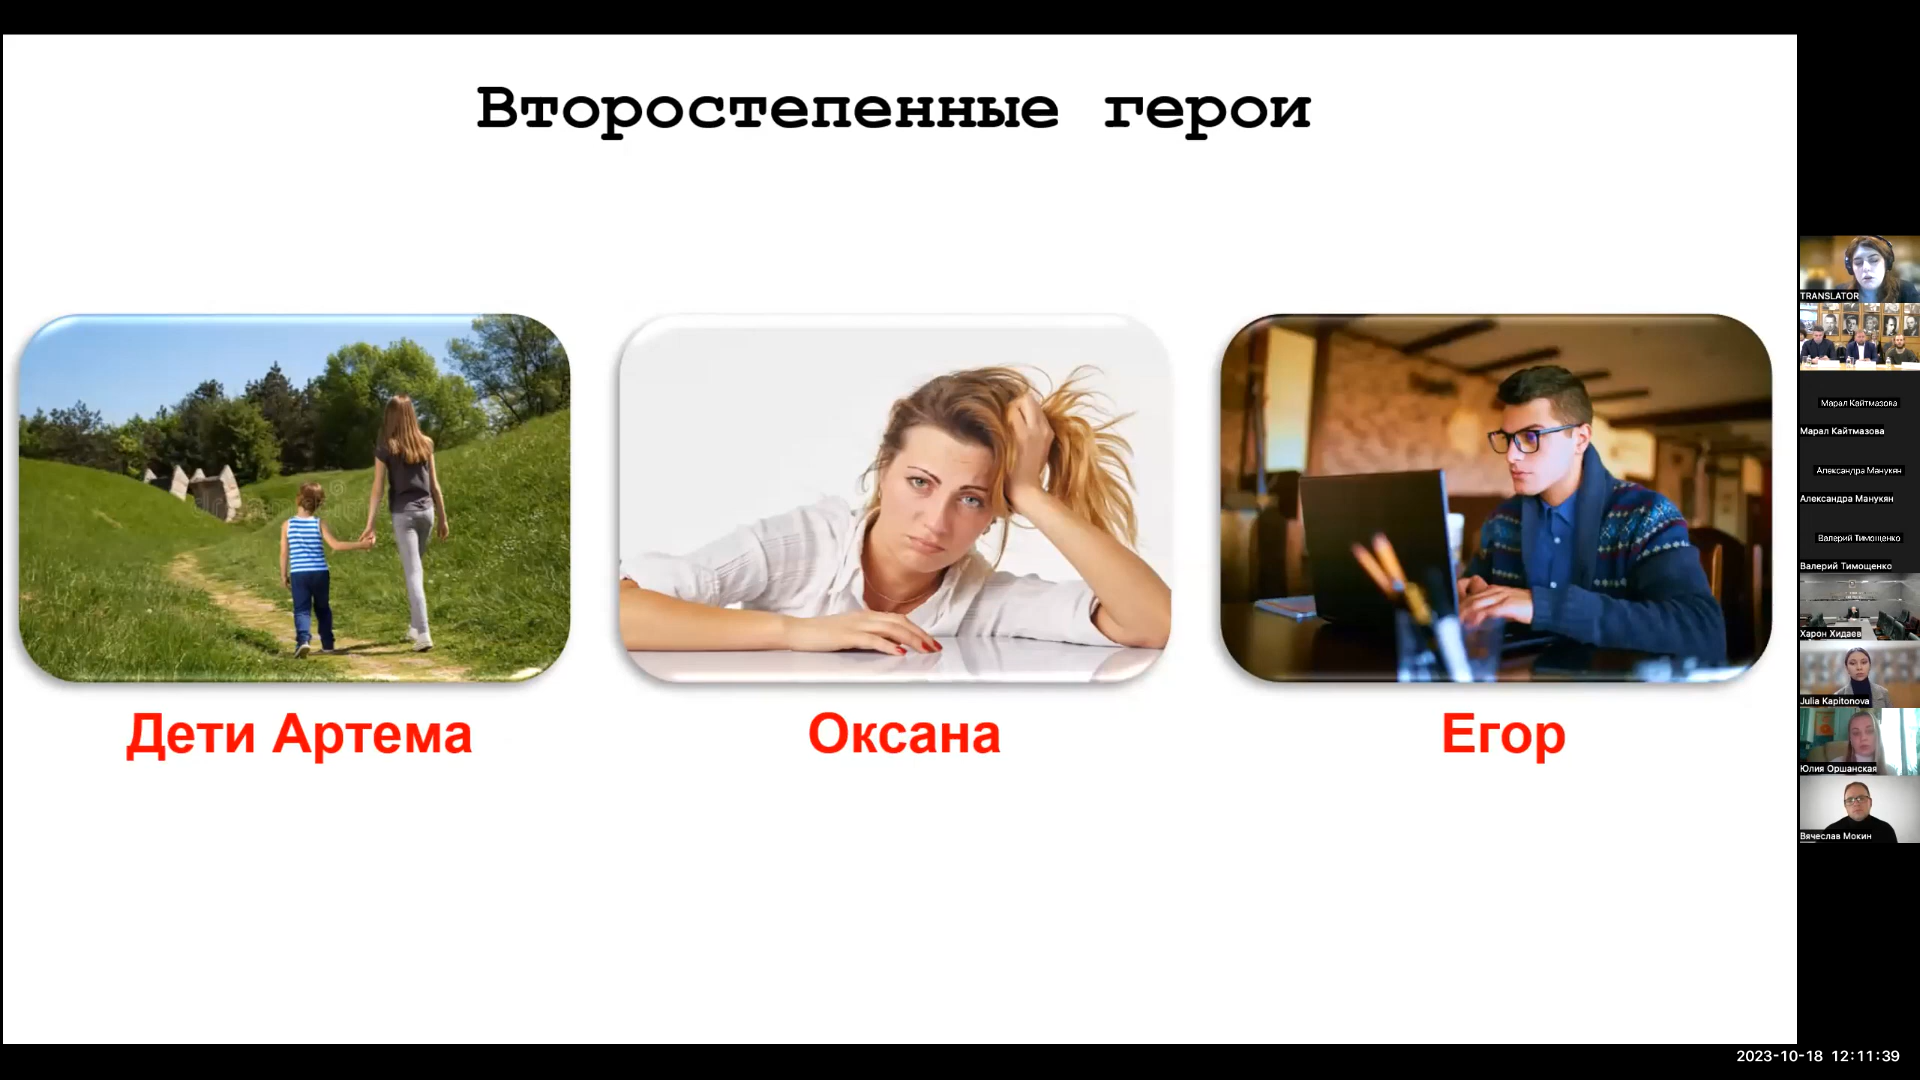 Второстепенные герои
Дети Артема
Оксана
Егор
TRANSLATOR
Марал Кайтмазова
Марал Кайтмазова
Александра Манукян
Александра Манукян
Валерий Тимощенко
Валерий Тимощенко
Харон Хидаев
Julia Kapitonova
Юлия Оршанская
Вячеслав Мокин
2023-10-18 12:11:39